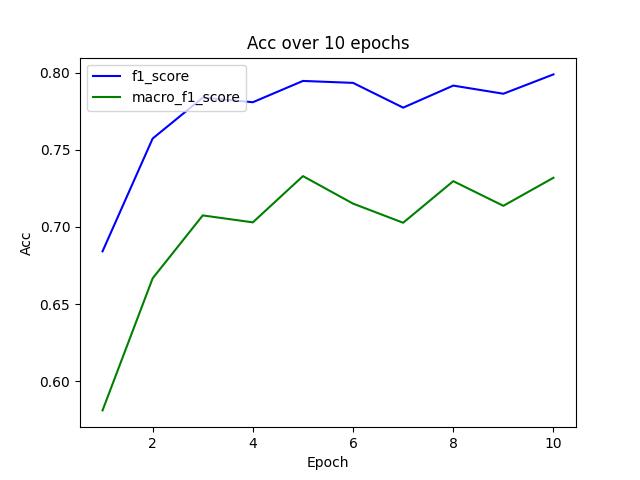 Acc over 10 epochs
f1_score
macro_f1_score
0.80
0.75
0.70
0.65
0.60
Acc
2 4 6 8 10
Epoch